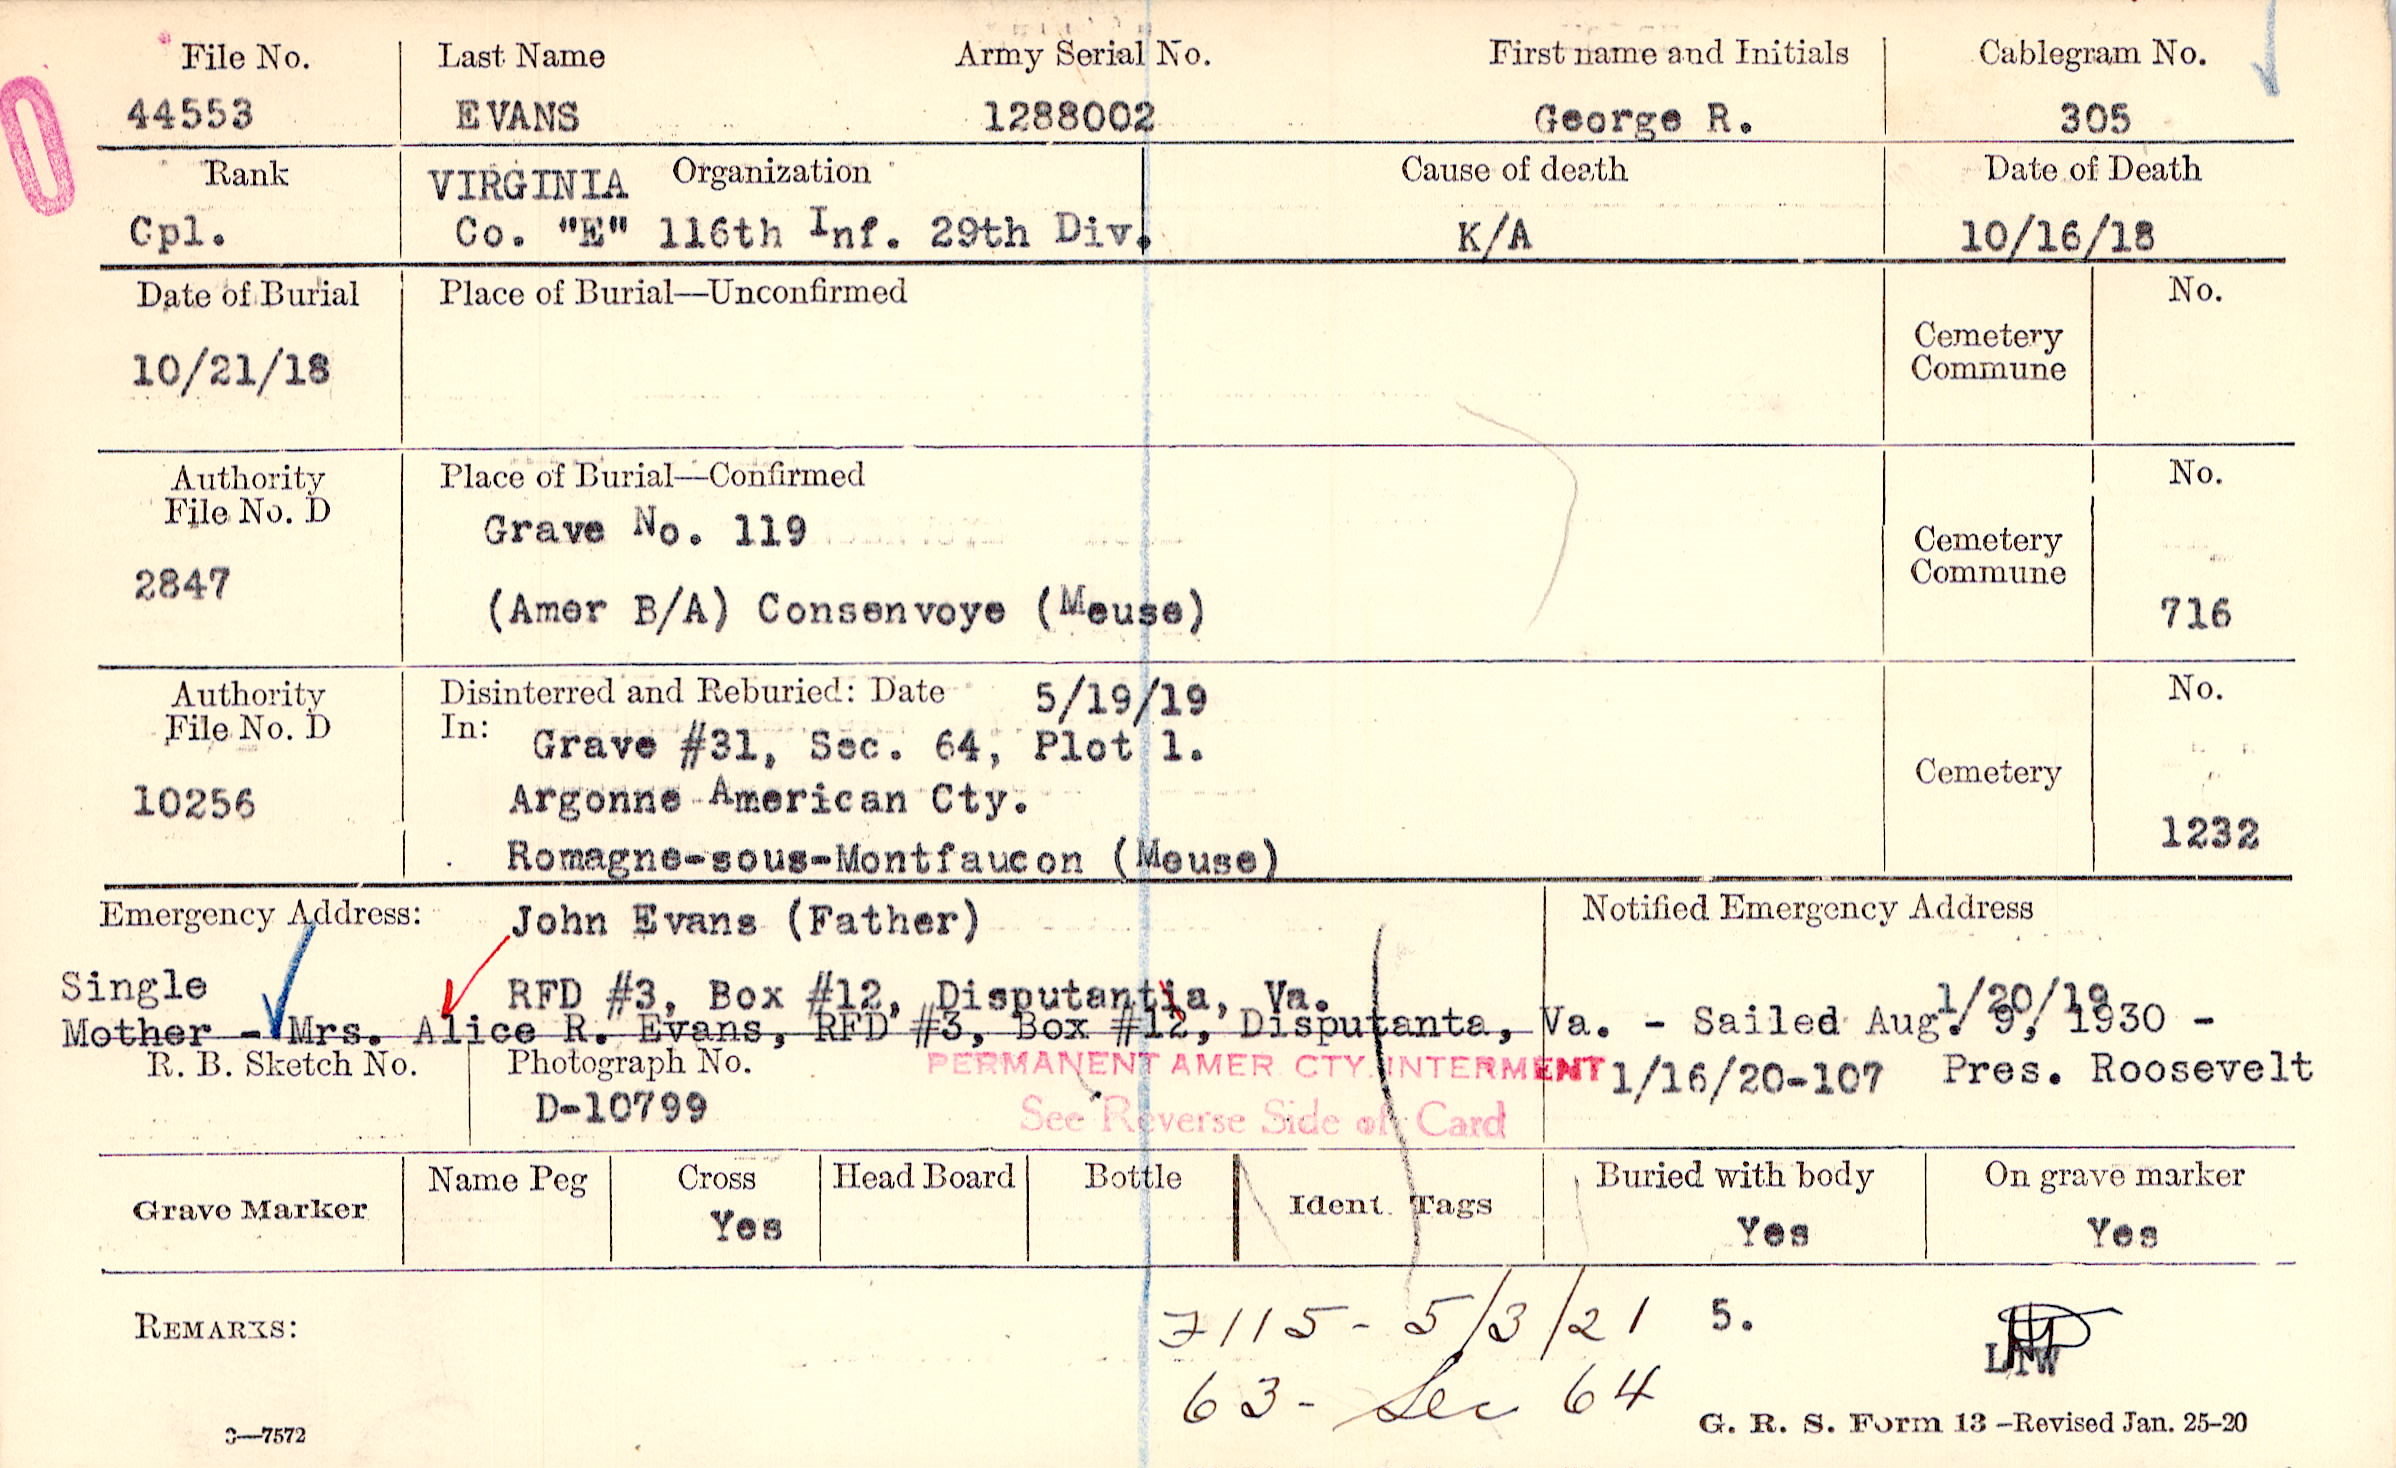 File No. Last Name Army Serial No. First name and Initials Cablegram No.
44553 EVANS 1288002 George R. 305
Rank VIRGINIA Organization Cause of death Date of Death
Cpl. Co. "E" 116th Inf. 29th Div. K/A 10/16/18
Date of Burial Place of Burial—Unconfirmed No.
10/21/18
Cemetery
Commune
Authority Place of Burial—Confirmed No.
File No. D
Grave No. 119
2847
(Amer B/A) Consenvoye (Meuse)
Cemetery
Commune
716
Authority Disinterred and Reburied: Date 5/19/19 No.
File No. D In: Grave #31, Sec. 64, Plot 1.
10256 Argonne American Cty. Cemetery
Romagne-sous-Montfaucon (Meuse) 1232
Emergency Address: John Evans (Father) Notified Emergency Address
Single RFD #3, Box #12, Disputantia, Va. 1/20/19
Mother - Mrs. Alice R. Evans, RFD #3, Box #12, Disputanta, Va. - Sailed Aug. 9, 1930 -
R. B. Sketch No. Photograph No. PERMANENT AMER. CTY. INTERMENT 1/16/20-107 Pres. Roosevelt
D-10799 See Reverse Side of Card
Grave Marker Name Peg Cross Head Board Bottle Ident. Tags Buried with body On grave marker
Yes Yes Yes
REMARKS: 7115 - 5/3/21 5.
LTW
63 - Sec 64
3—7572 G. R. S. Form 13 –Revised Jan. 25–20